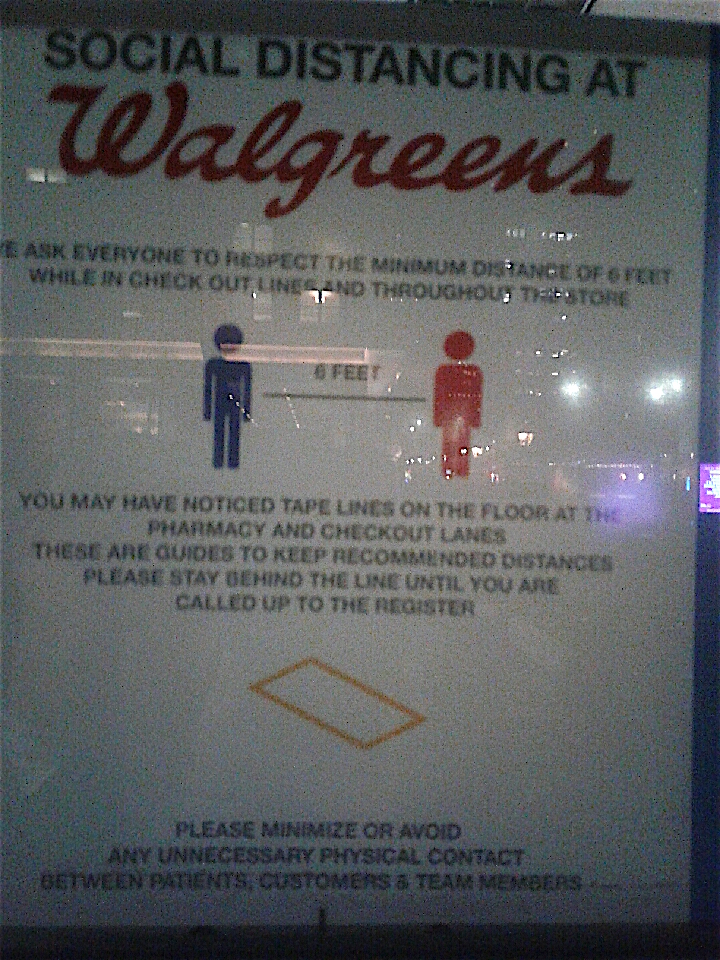 SOCIAL DISTANCING AT
Walgreens
ASK EVERYONE TO RESPECT THE MINIMUM DISTANCE OF 6 FEET
WHILE IN CHECK OUT LINES AND THROUGHOUT THE STORE
6 FEET
YOU MAY HAVE NOTICED TAPE LINES ON THE FLOOR AT THE
PHARMACY AND CHECKOUT LANES
THESE ARE GUIDES TO KEEP RECOMMENDED DISTANCES
PLEASE STAY BEHIND THE LINE UNTIL YOU ARE
CALLED UP TO THE REGISTER
PLEASE MINIMIZE OR AVOID
ANY UNNECESSARY PHYSICAL CONTACT
BETWEEN PATIENTS, CUSTOMERS & TEAM MEMBERS